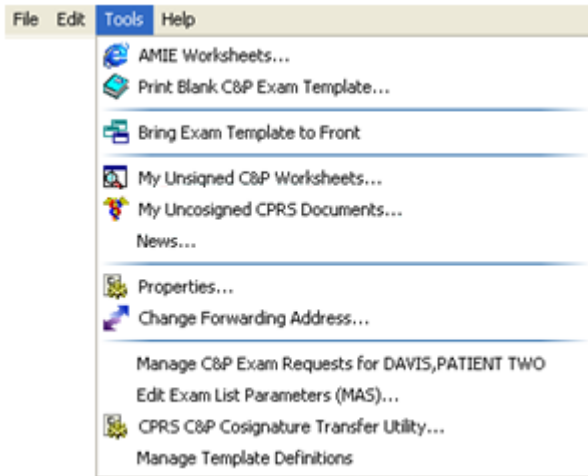 File Edit Tools Help
AMIE Worksheets...
Print Blank C&P Exam Template...
Bring Exam Template to Front
My Unsigned C&P Worksheets...
My Uncosigned CPRS Documents...
News...
Properties...
Change Forwarding Address...
Manage C&P Exam Requests for DAVIS,PATIENT TWO
Edit Exam List Parameters (MAS)...
CPRS C&P Cosignature Transfer Utility...
Manage Template Definitions